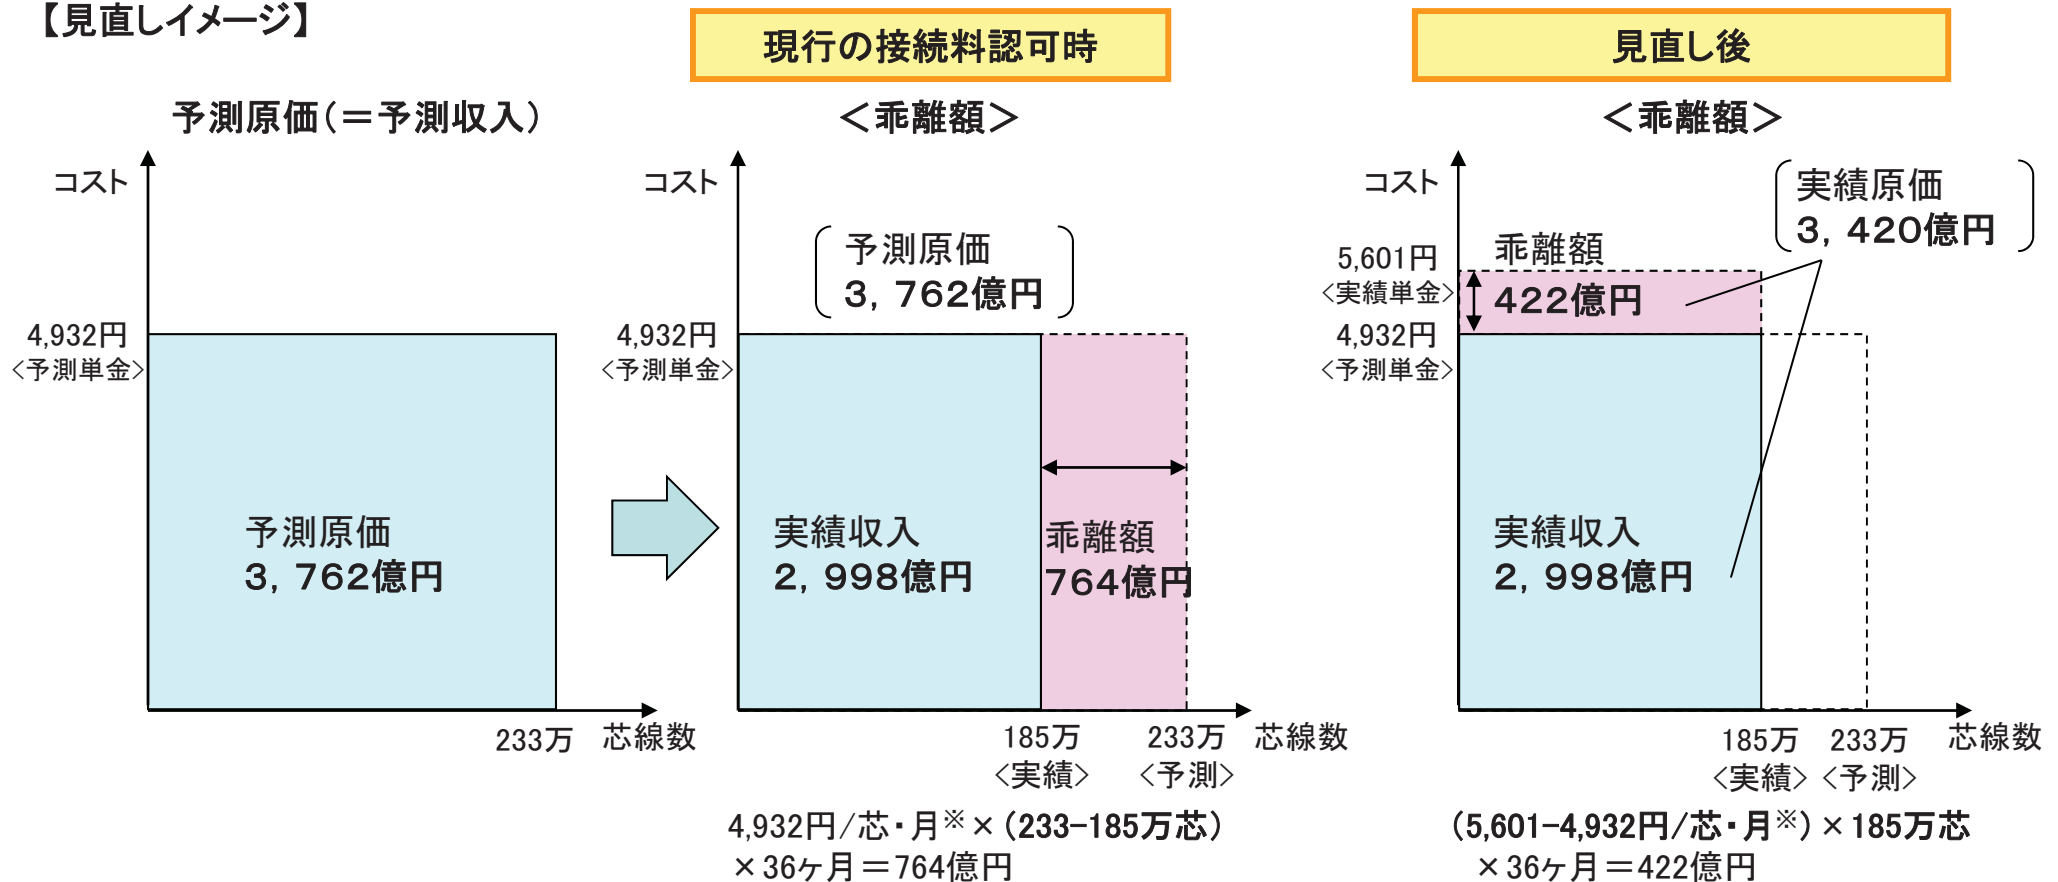 【見直しイメージ】
現行の接続料認可時
見直し後
予測原価(＝予測収入)
＜乖離額＞
＜乖離額＞
コスト
4,932円
<予測単金>
予測原価
3，762億円
233万
芯線数
コスト
予測原価
3，762億円
4,932円
<予測単金>
実績収入
2，998億円
乖離額
764億円
185万
<実績>
233万
<予測>
芯線数
4,932円/芯・月※×(233-185万芯)
×36ヶ月＝764億円
コスト
実績原価
3，420億円
5,601円
<実績単金>
乖離額
422億円
4,932円
<予測単金>
実績収入
2，998億円
185万
<実績>
233万
<予測>
芯線数
(5,601-4,932円/芯・月※)×185万芯
×36ヶ月＝422億円